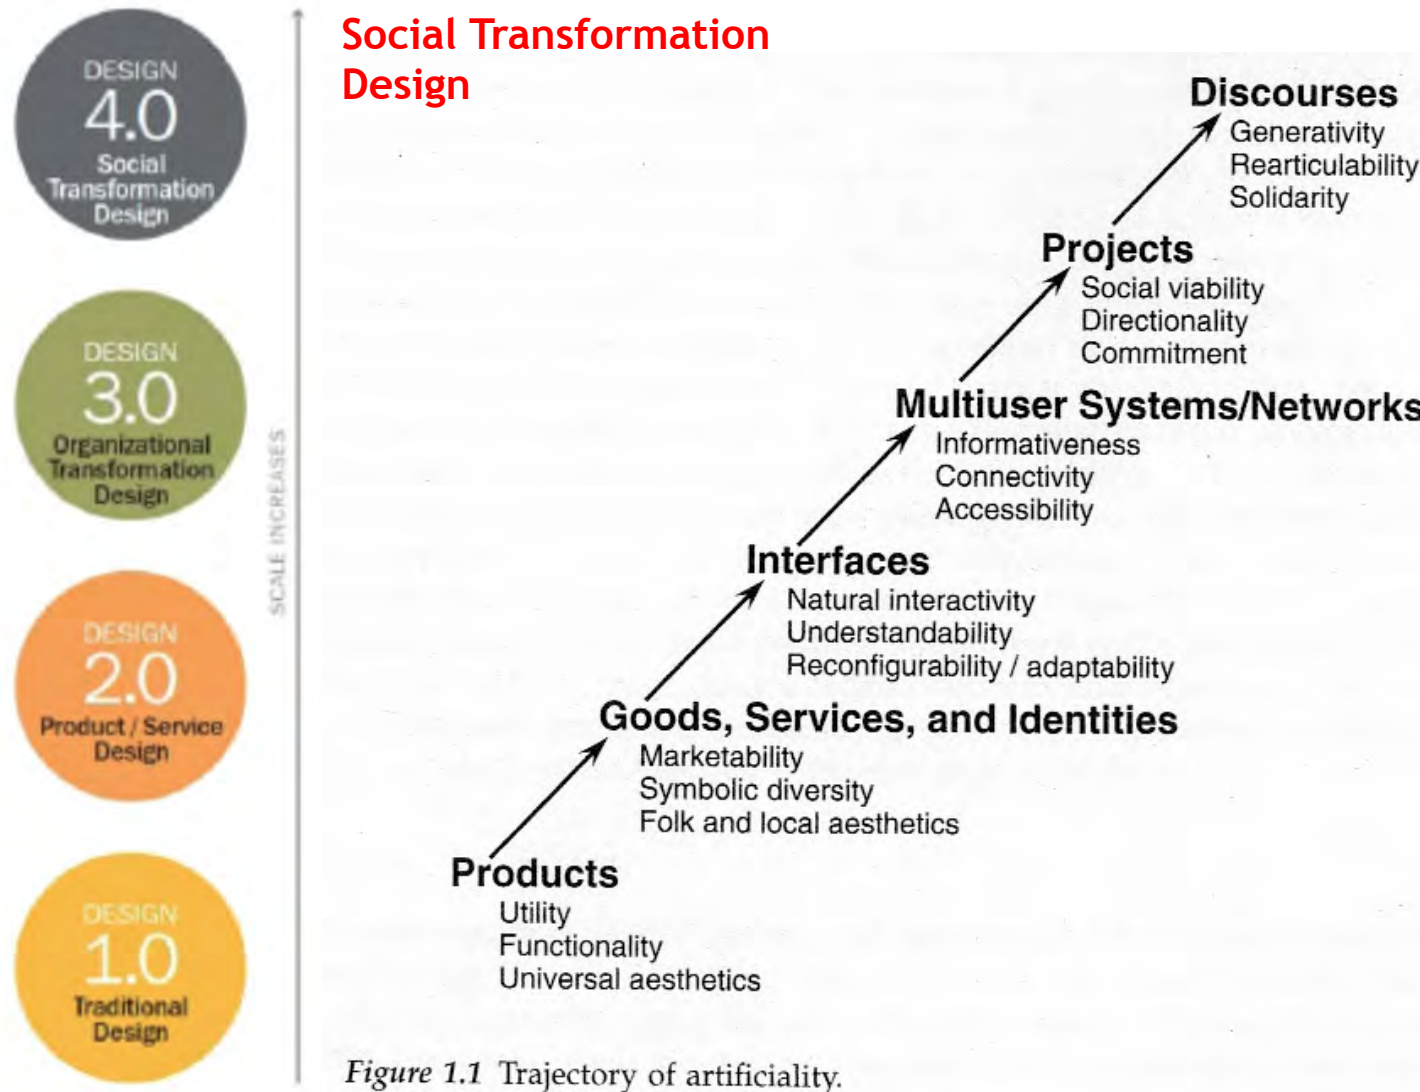 Social Transformation
Design
DESIGN
4.0
Social
Transformation
Design
DESIGN
3.0
Organizational
Transformation
Design
DESIGN
2.0
Product / Service
Design
DESIGN
1.0
Traditional
Design
SCALE INCREASES
Discourses
Generativity
Rearticulability
Solidarity
Projects
Social viability
Directionality
Commitment
Multiuser Systems/Networks
Informativeness
Connectivity
Accessibility
Interfaces
Natural interactivity
Understandability
Reconfigurability / adaptability
Goods, Services, and Identities
Marketability
Symbolic diversity
Folk and local aesthetics
Products
Utility
Functionality
Universal aesthetics
Figure 1.1 Trajectory of artificiality.